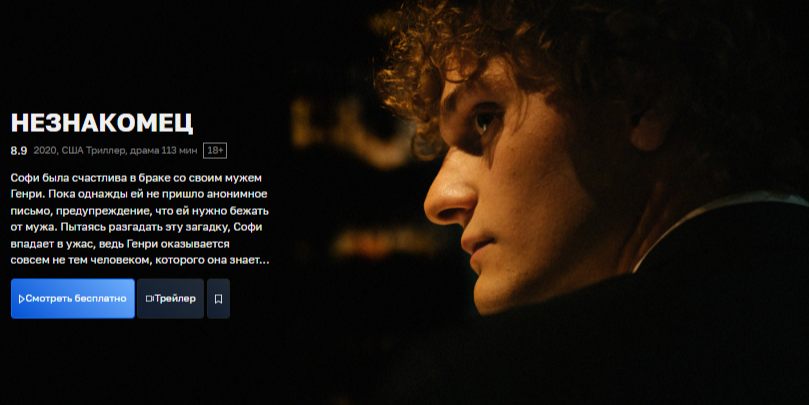 НЕЗНАКОМЕЦ
8.9 2020, США Триллер, драма 113 мин 18+
Софи была счастлива в браке со своим мужем
Генри. Пока однажды ей не пришло анонимное
письмо, предупреждение, что ей нужно бежать
от мужа. Пытаясь разгадать эту загадку, Софи
впадает в ужас, ведь Генри оказывается
совсем не тем человеком, которого она знает...
Смотреть бесплатно Трейлер